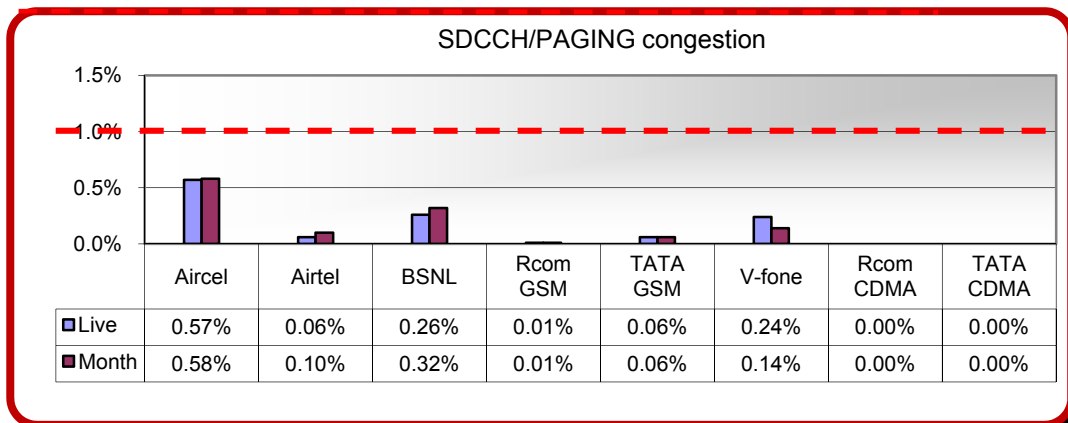 SDCCH/PAGING congestion
1.5%
1.0%
0.5%
0.0%
Aircel Airtel BSNL Rcom GSM TATA GSM V-fone Rcom CDMA TATA CDMA
Live 0.57% 0.06% 0.26% 0.01% 0.06% 0.24% 0.00% 0.00%
Month 0.58% 0.10% 0.32% 0.01% 0.06% 0.14% 0.00% 0.00%